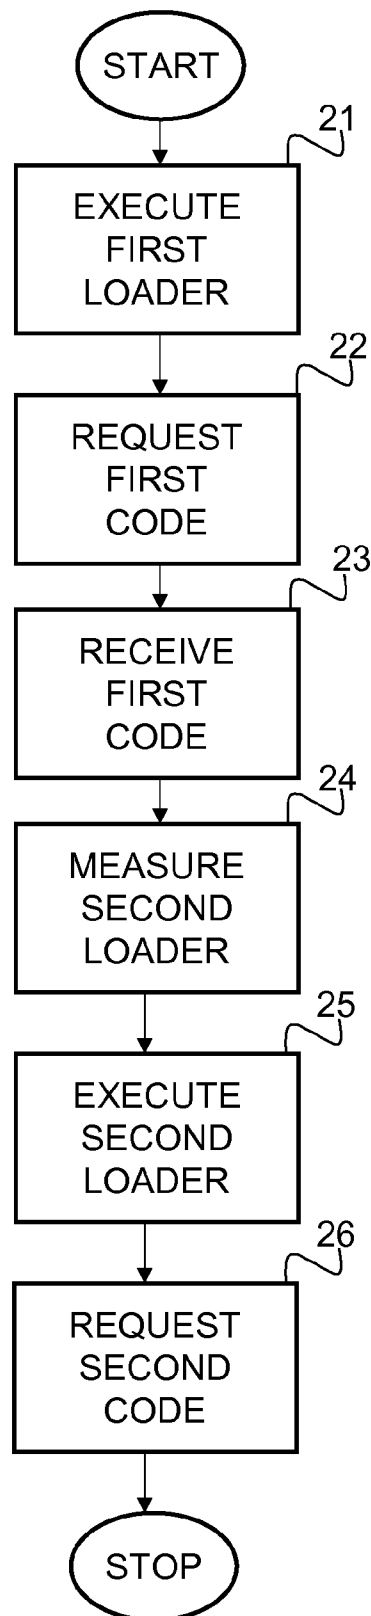 START
21
EXECUTE
FIRST
LOADER
22
REQUEST
FIRST
CODE
23
RECEIVE
FIRST
CODE
24
MEASURE
SECOND
LOADER
25
EXECUTE
SECOND
LOADER
26
REQUEST
SECOND
CODE
STOP